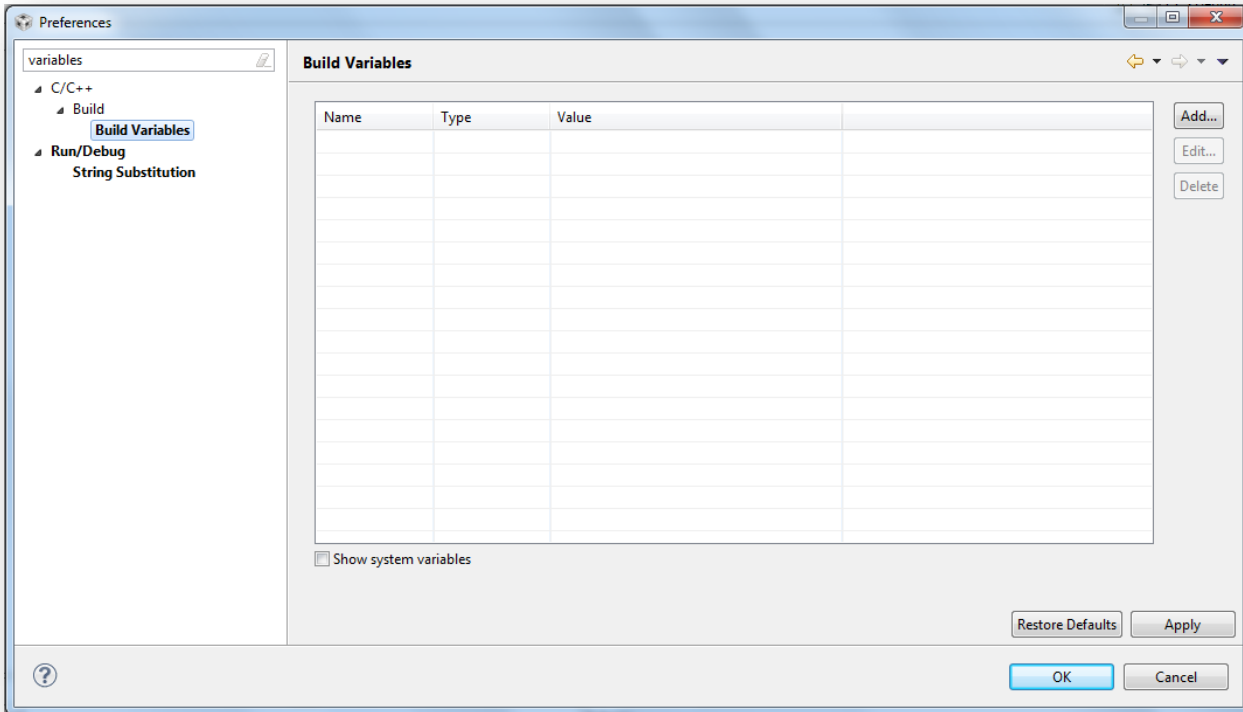 Preferences
variables
C/C++
Build
Build Variables
Run/Debug
String Substitution
Build Variables
Name Type Value
Add...
Edit...
Delete
Show system variables
Restore Defaults Apply
OK Cancel